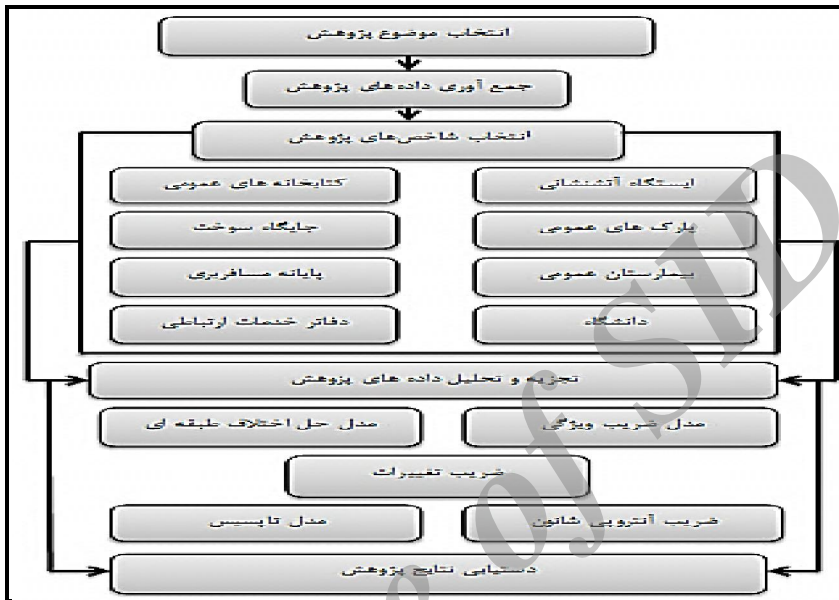 انتخاب موضوع پژوهش
جمع آوری داده‌های پژوهش
انتخاب شاخص‌های پژوهش
ایستگاه آتشنشانی
کتابخانه های عمومی
پارک های عمومی
جایگاه سوخت
بیمارستان عمومی
پایانه مسافربری
دانشگاه
دفاتر خدمات ارتباطی
تجزیه و تحلیل داده های پژوهش
مدل ضریب ویژگی
مدل حل اختلاف طبقه ای
ضریب تغییرات
ضریب آنتروپی شانون
مدل تاپسیس
دستیابی نتایج پژوهش
e of SID